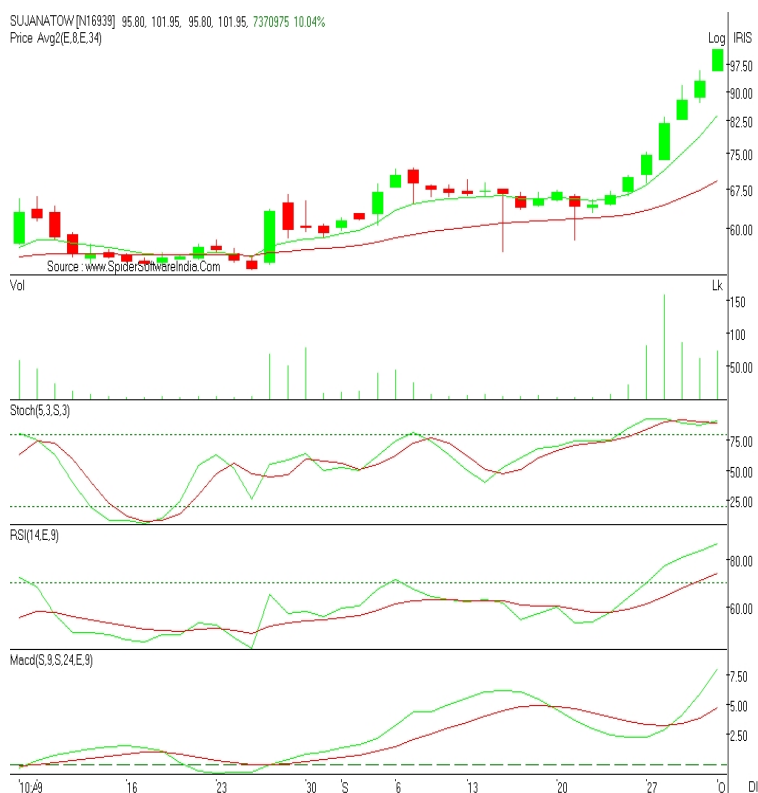 SUJANATOW [N16939] 95.80, 101.95, 95.80, 101.95, 7370975 10.04%
Price Avg2(E,8,E,34) Log IRIS
97.50
90.00
82.50
75.00
67.50
60.00
Source : www.SpiderSoftwareIndia.Com
Vol Lk
150
100
50.00
Stoch(5,3,S,3)
75.00
50.00
25.00
RSI(14,E,9)
80.00
60.00
Macd(S,9,S,24,E,9)
7.50
5.00
2.50
16 23 30 'S 6 13 20 27 'O DI